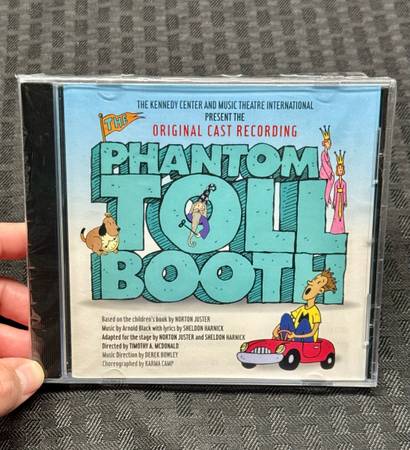 THE KENNEDY CENTER AND MUSIC THEATRE INTERNATIONAL
PRESENT THE
ORIGINAL CAST RECORDING
THE
PHANTOM
TOLL
BOOTH
Based on the children's book by NORTON JUSTER
Music by Arnold Black with lyrics by SHELDON HARNICK
Adapted for the stage by NORTON JUSTER and SHELDON HARNICK
Directed by TIMOTHY A. MCDONALD
Music Direction by DEREK BOWLEY
Choreographed by KARMA CAMP